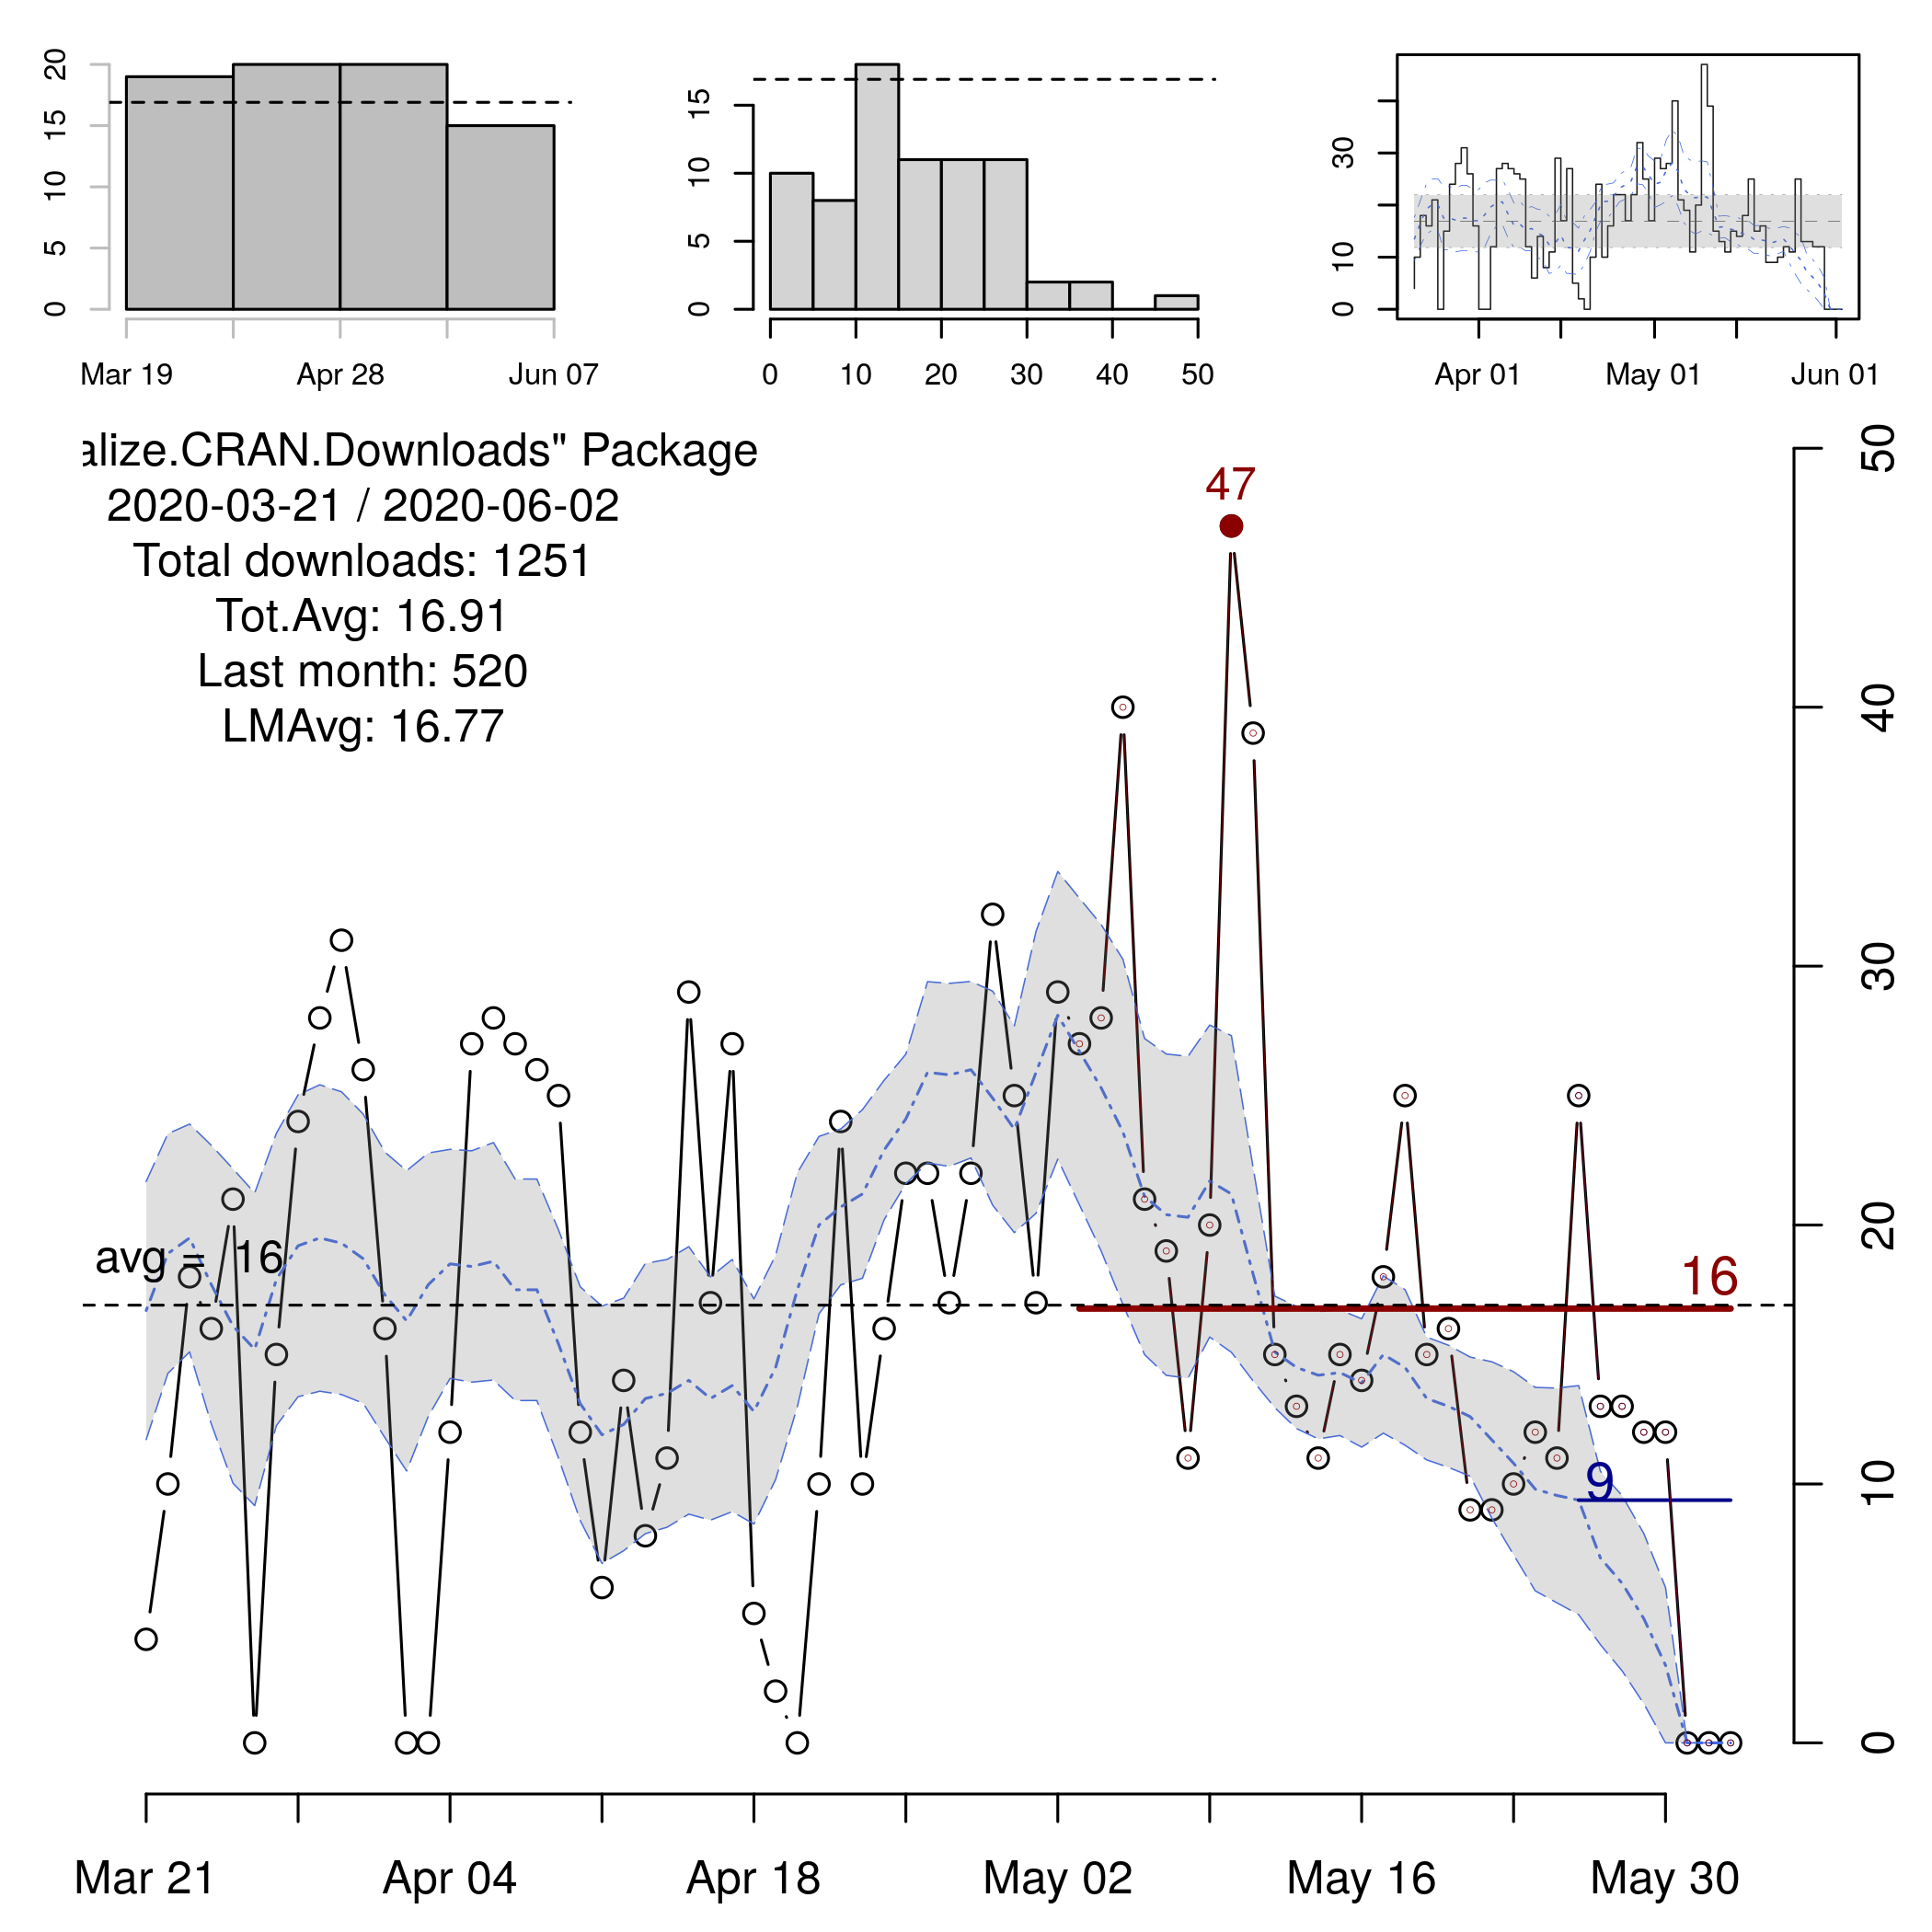 20
15
10
5
0
Mar 19 Apr 28 Jun 07
15
10
5
0
0 10 20 30 40 50
30
10
0
Apr 01 May 01 Jun 01
alize.CRAN.Downloads" Package
2020-03-21 / 2020-06-02
Total downloads: 1251
Tot.Avg: 16.91
Last month: 520
LMAvg: 16.77
47
avg = 16
16
9
50
40
30
20
10
0
Mar 21 Apr 04 Apr 18 May 02 May 16 May 30